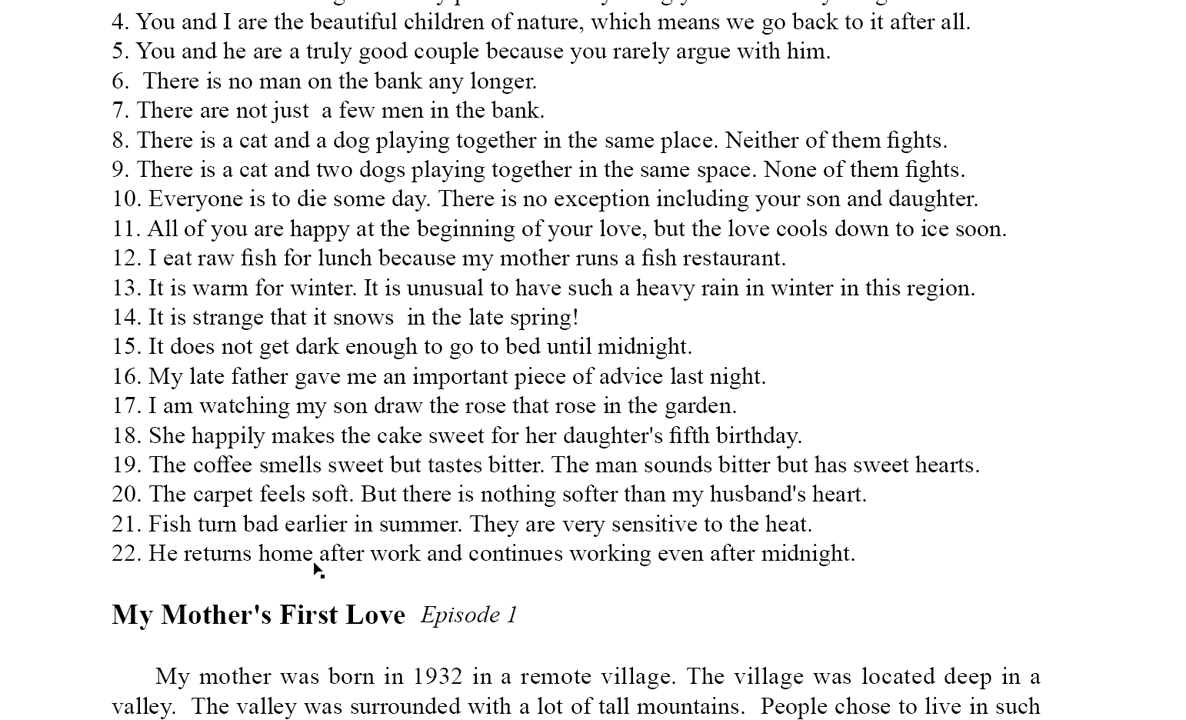 4. You and I are the beautiful children of nature, which means we go back to it after all.
5. You and he are a truly good couple because you rarely argue with him.
6.  There is no man on the bank any longer.
7. There are not just  a few men in the bank.
8. There is a cat and a dog playing together in the same place. Neither of them fights.
9. There is a cat and two dogs playing together in the same space. None of them fights.
10. Everyone is to die some day. There is no exception including your son and daughter.
11. All of you are happy at the beginning of your love, but the love cools down to ice soon.
12. I eat raw fish for lunch because my mother runs a fish restaurant.
13. It is warm for winter. It is unusual to have such a heavy rain in winter in this region.
14. It is strange that it snows  in the late spring!
15. It does not get dark enough to go to bed until midnight.
16. My late father gave me an important piece of advice last night.
17. I am watching my son draw the rose that rose in the garden.
18. She happily makes the cake sweet for her daughter's fifth birthday.
19. The coffee smells sweet but tastes bitter. The man sounds bitter but has sweet hearts.
20. The carpet feels soft. But there is nothing softer than my husband's heart.
21. Fish turn bad earlier in summer. They are very sensitive to the heat.
22. He returns home after work and continues working even after midnight.
My Mother's First Love  Episode 1
My mother was born in 1932 in a remote village. The village was located deep in a
valley.  The valley was surrounded with a lot of tall mountains.  People chose to live in such